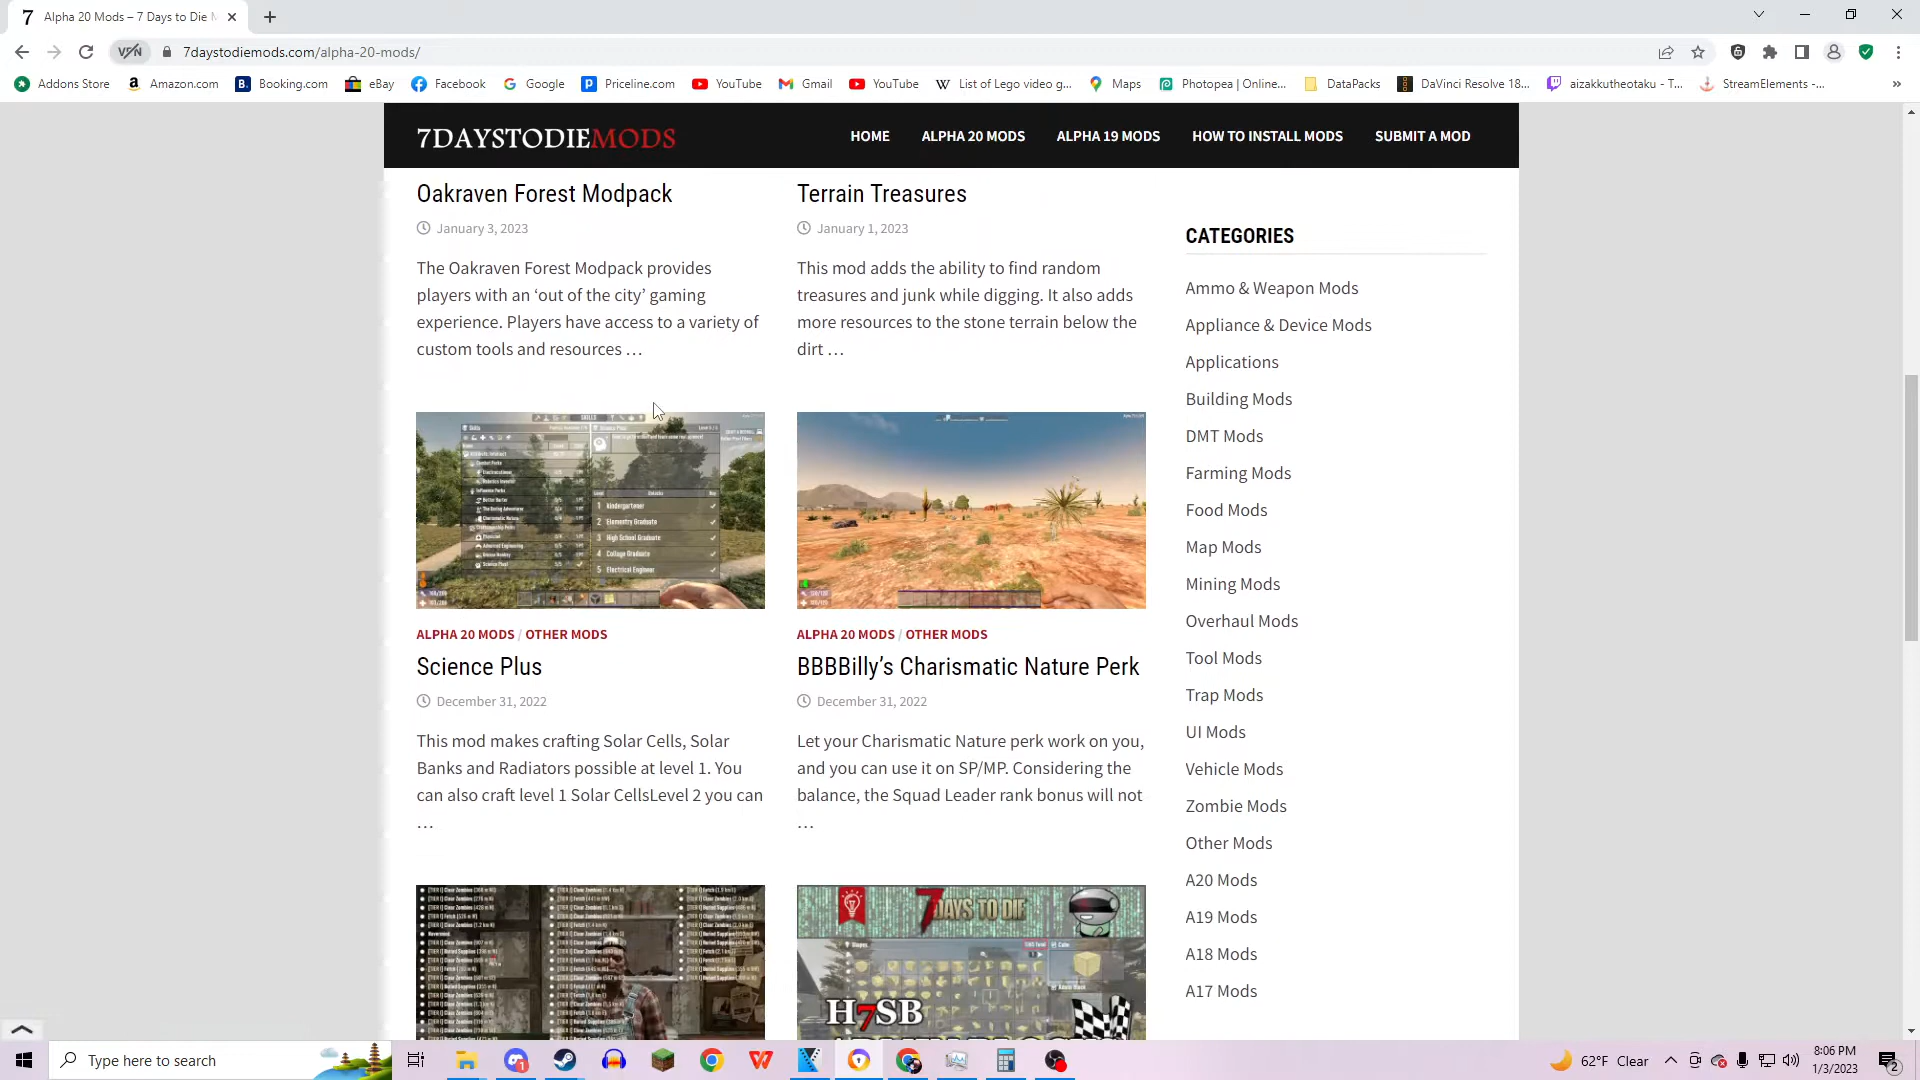 7 Alpha 20 Mods – 7 Days to Die M
VPN 7daystodiemods.com/alpha-20-mods/
Addons Store Amazon.com Booking.com eBay Facebook Google Priceline.com YouTube Gmail YouTube List of Lego video g... Maps Photopea | Online... DataPacks DaVinci Resolve 18... aizakkutheotaku - T... StreamElements -... »
7DAYSTODIEMODS HOME ALPHA 20 MODS ALPHA 19 MODS HOW TO INSTALL MODS SUBMIT A MOD
Oakraven Forest Modpack
January 3, 2023
The Oakraven Forest Modpack provides
players with an ‘out of the city’ gaming
experience. Players have access to a variety of
custom tools and resources …
Terrain Treasures
January 1, 2023
This mod adds the ability to find random
treasures and junk while digging. It also adds
more resources to the stone terrain below the
dirt …
Skills
1 Kindergartener
2 Elementry Graduate
3 High School Graduate
4 Collage Graduate
5 Electrical Engineer
ALPHA 20 MODS / OTHER MODS
Science Plus
December 31, 2022
This mod makes crafting Solar Cells, Solar
Banks and Radiators possible at level 1. You
can also craft level 1 Solar CellsLevel 2 you can
…
ALPHA 20 MODS / OTHER MODS
BBBBilly’s Charismatic Nature Perk
December 31, 2022
Let your Charismatic Nature perk work on you,
and you can use it on SP/MP. Considering the
balance, the Squad Leader rank bonus will not
…
7 DAYS TO DIE
H7SB
CATEGORIES
Ammo & Weapon Mods
Appliance & Device Mods
Applications
Building Mods
DMT Mods
Farming Mods
Food Mods
Map Mods
Mining Mods
Overhaul Mods
Tool Mods
Trap Mods
UI Mods
Vehicle Mods
Zombie Mods
Other Mods
A20 Mods
A19 Mods
A18 Mods
A17 Mods
Type here to search
62°F Clear
8:06 PM
1/3/2023
2